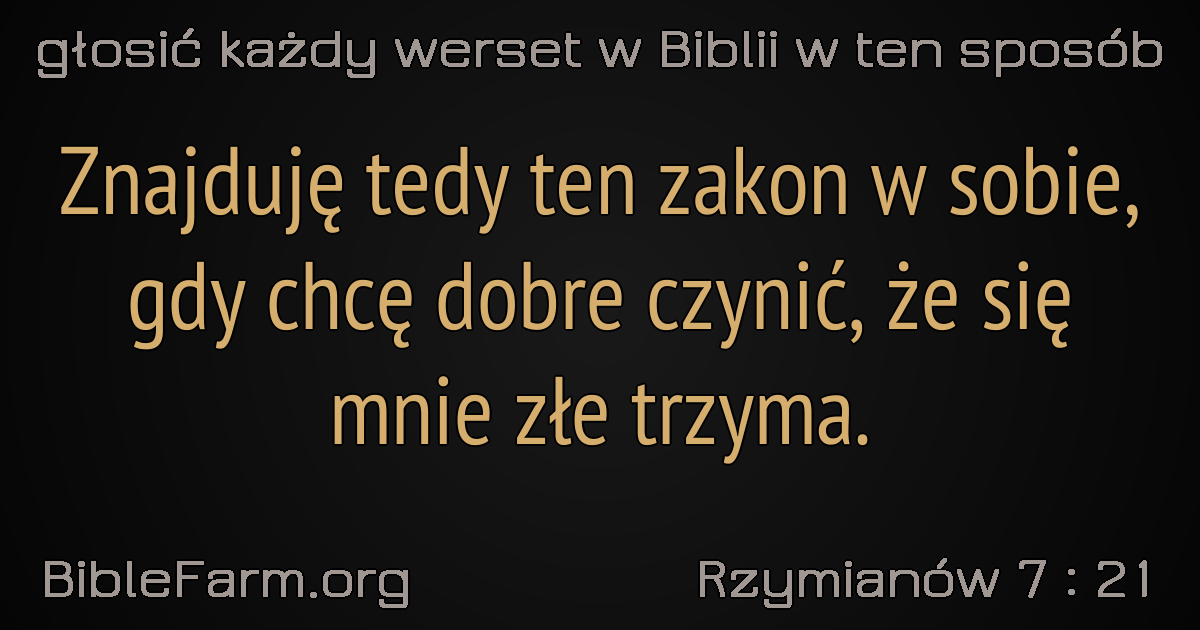 głosić każdy werset w Biblii w ten sposób
Znajduję tedy ten zakon w sobie,
gdy chcę dobre czynić, że się
mnie złe trzyma.
BibleFarm.org
Rzymianów 7 : 21